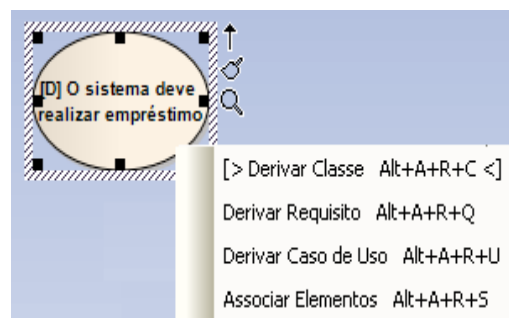 [D] O sistema deve
realizar empréstimo
[> Derivar Classe Alt+A+R+C <]
Derivar Requisito Alt+A+R+Q
Derivar Caso de Uso Alt+A+R+U
Associar Elementos Alt+A+R+S